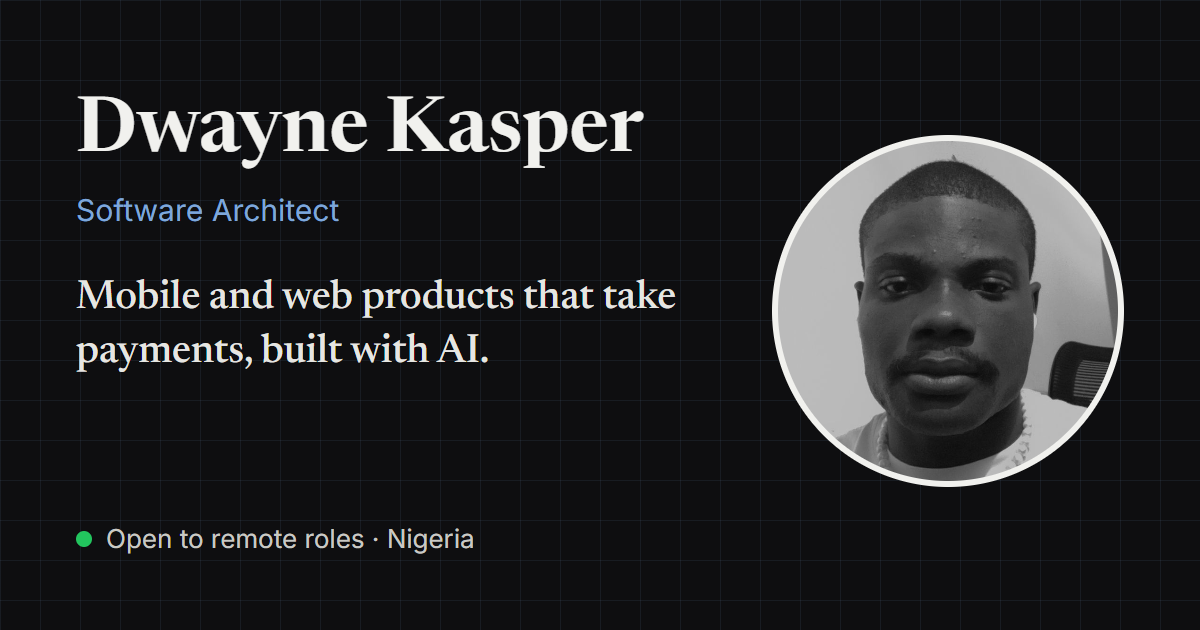 Dwayne Kasper
Software Architect
Mobile and web products that take
payments, built with AI.
Open to remote roles · Nigeria